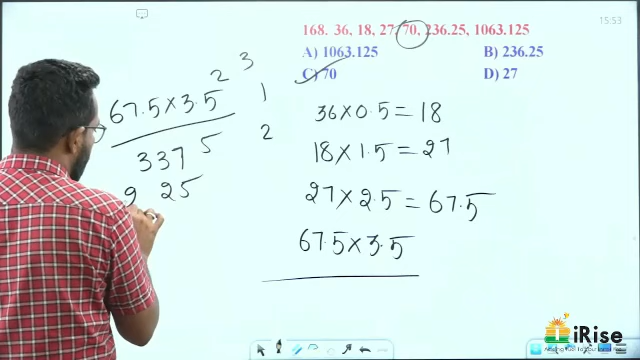 15:53
168. 36, 18, 27, 70, 236.25, 1063.125
A) 1063.125 B) 236.25
C) 70 D) 27
2 3
67.5×3.5 1
337 5 2
2 25
36×0.5=18
18×1.5=27
27×2.5=67.5
67.5×3.5
iRise